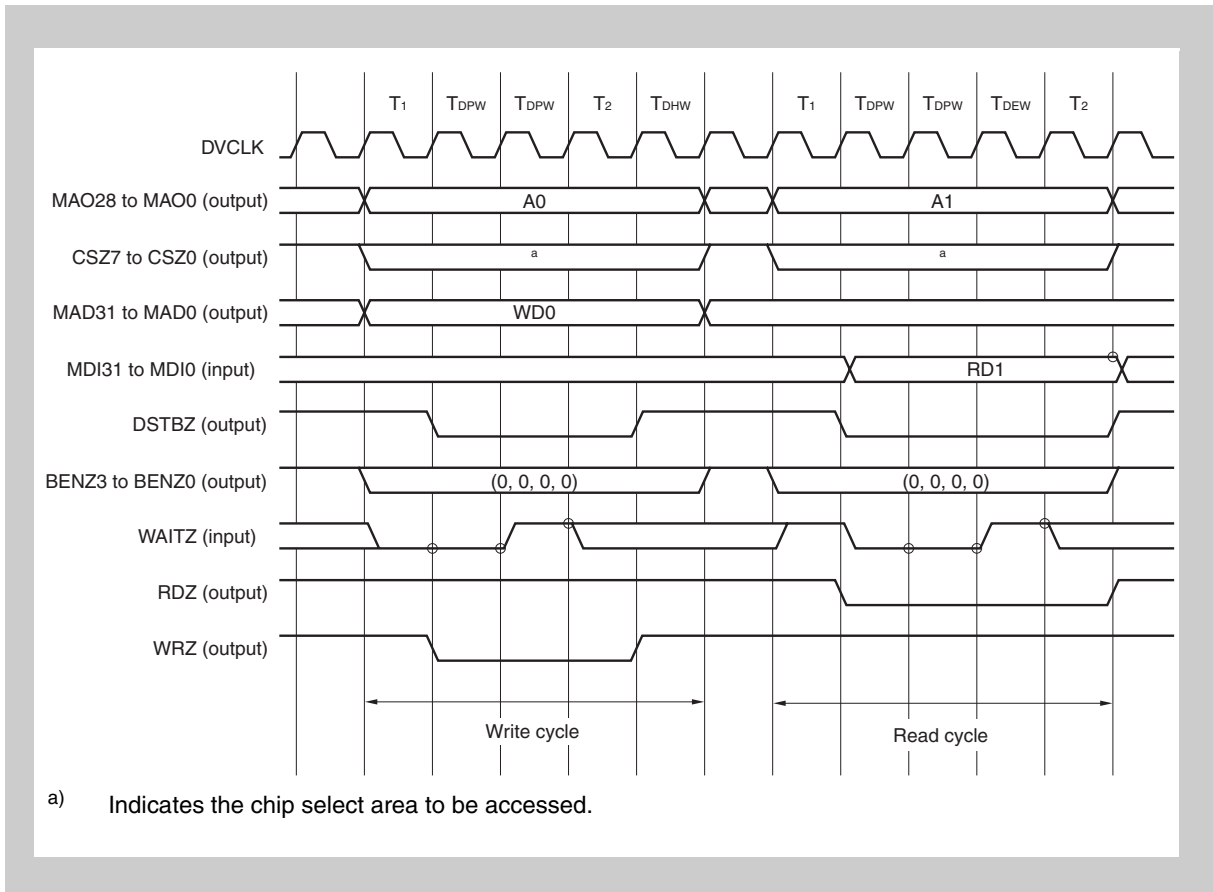 T1 TDPW TDPW T2 TDHW T1 TDPW TDPW TDEW T2
DVCLK
MAO28 to MAO0 (output) A0 A1
CSZ7 to CSZ0 (output) a a
MAD31 to MAD0 (output) WD0
MDI31 to MDI0 (input) RD1
DSTBZ (output)
BENZ3 to BENZ0 (output) (0, 0, 0, 0) (0, 0, 0, 0)
WAITZ (input)
RDZ (output)
WRZ (output)
Write cycle Read cycle
a) Indicates the chip select area to be accessed.